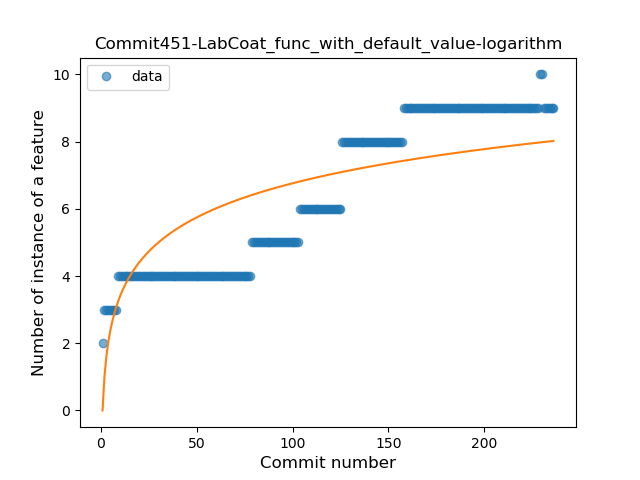 Commit451-LabCoat_func_with_default_value-logarithm
data
Number of instance of a feature
10
8
6
4
2
0
0 50 100 150 200
Commit number